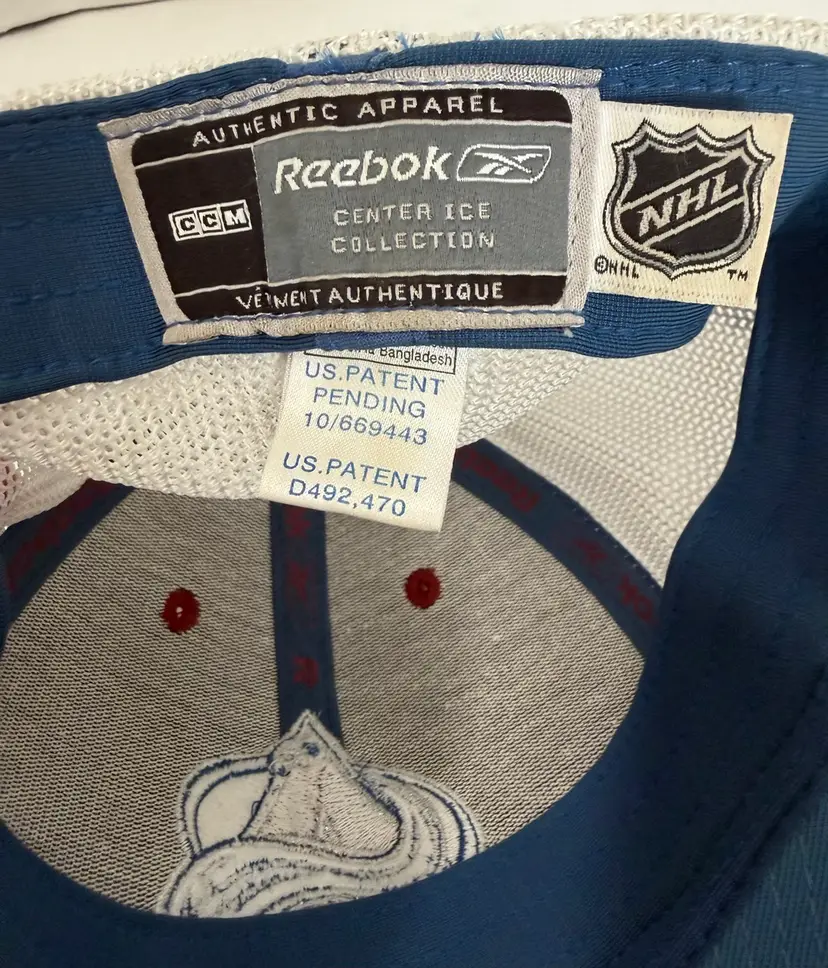 AUTHENTIC APPAREL
Reebok
CCM
CENTER ICE
COLLECTION
VÊTEMENT AUTHENTIQUE
NHL
©NHL TM
Bangladesh
US.PATENT
PENDING
10/669443
US.PATENT
D492,470